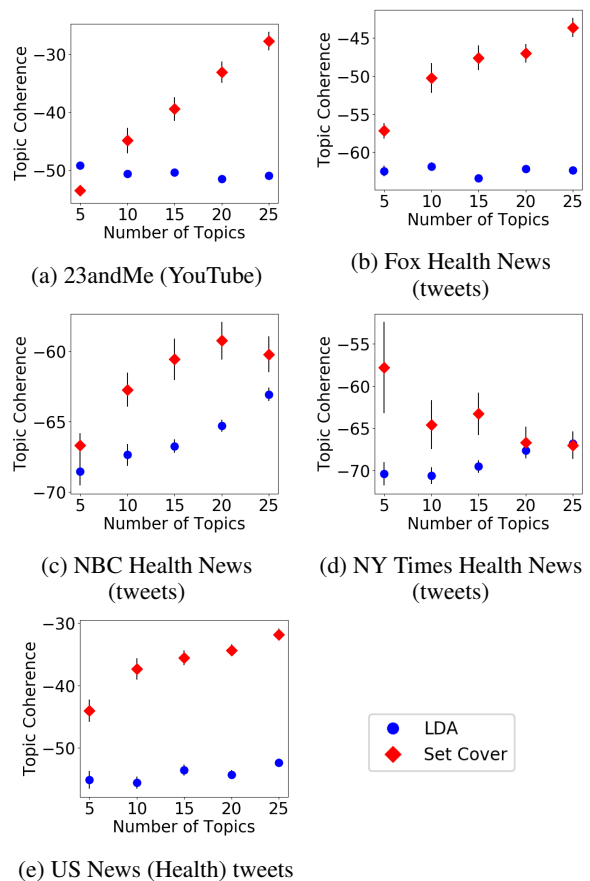 −30
−40
−50
Topic Coherence
5 10 15 20 25
Number of Topics
(a) 23andMe (YouTube)
−45
−50
−55
−60
Topic Coherence
5 10 15 20 25
Number of Topics
(b) Fox Health News
(tweets)
−60
−65
−70
Topic Coherence
5 10 15 20 25
Number of Topics
(c) NBC Health News
(tweets)
−55
−60
−65
−70
Topic Coherence
5 10 15 20 25
Number of Topics
(d) NY Times Health News
(tweets)
−30
−40
−50
Topic Coherence
5 10 15 20 25
Number of Topics
(e) US News (Health) tweets
LDA
Set Cover